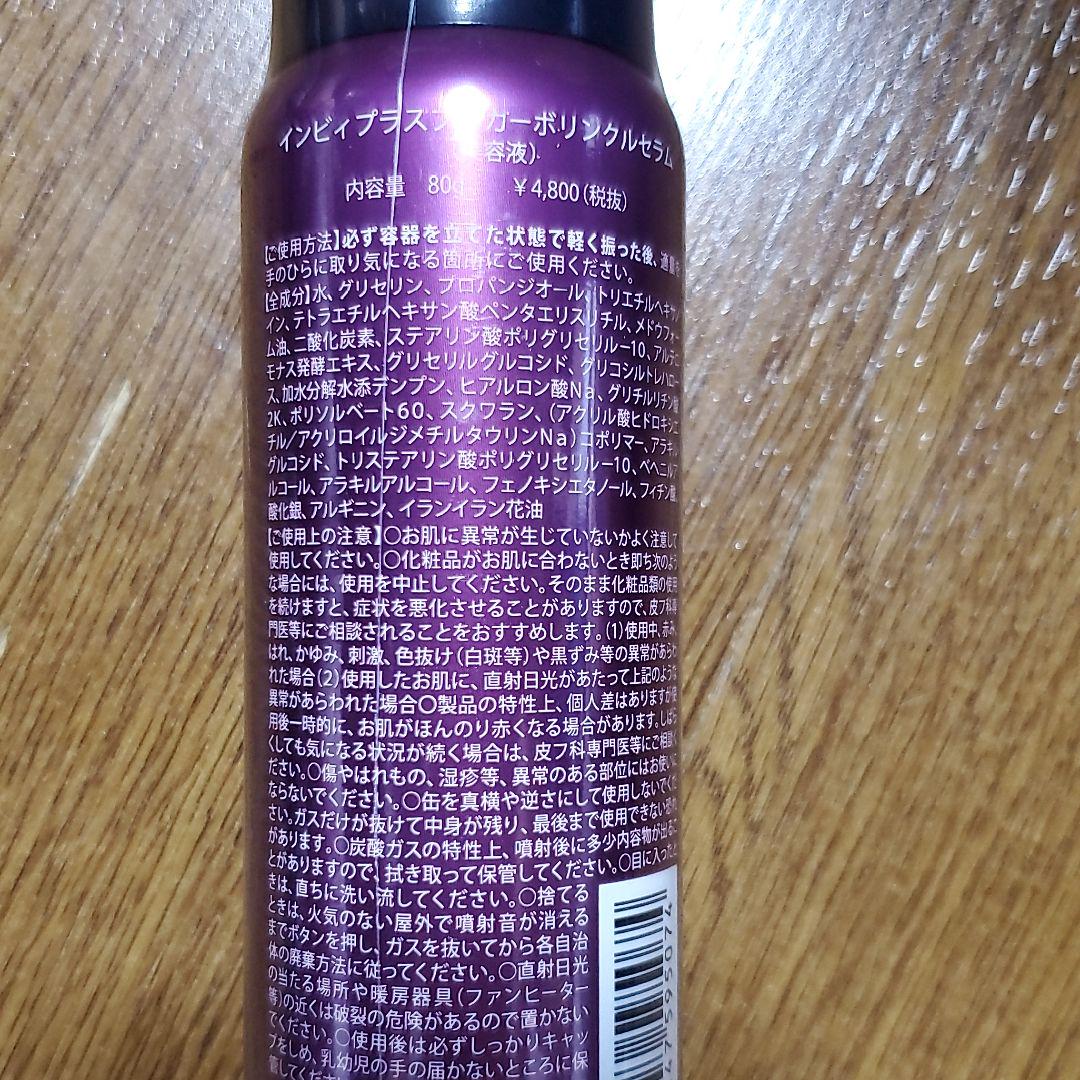 インビィプラス カーボリンクルセラム
容液)
内容量 80g ¥4,800(税抜)
【ご使用方法】必ず容器を立てた状態で軽く振った後、適量を
手のひらに取り気になる箇所にご使用ください。
【全成分】水、グリセリン、プロパンジオール、トリエチルヘキサノ
イン、テトラエチルヘキサン酸ペンタエリスリチル、メドウフォー
ム油、二酸化炭素、ステアリン酸ポリグリセリル-10、アルテロ
モナス発酵エキス、グリセリルグルコシド、グリコシルトレハロー
ス、加水分解水添デンプン、ヒアルロン酸Na、グリチルリチン酸
2K、ポリソルベート60、スクワラン、(アクリル酸ヒドロキシエ
チル/アクリロイルジメチルタウリンNa)コポリマー、アラキル
グルコシド、トリステアリン酸ポリグリセリル-10、ベヘニルア
ルコール、アラキルアルコール、フェノキシエタノール、フィチン酸、
酸化銀、アルギニン、イランイラン花油
【ご使用上の注意】○お肌に異常が生じていないかよく注意して
使用してください。○化粧品がお肌に合わないとき即ち次のよう
な場合には、使用を中止してください。そのまま化粧品類の使用
を続けますと、症状を悪化させることがありますので、皮フ科専
門医等にご相談されることをおすすめします。(1)使用中、赤み、
はれ、かゆみ、刺激、色抜け(白斑等)や黒ずみ等の異常があらわ
れた場合(2)使用したお肌に、直射日光があたって上記のような
異常があらわれた場合○製品の特性上、個人差はありますが使
用後一時的に、お肌がほんのり赤くなる場合があります。しばら
くしても気になる状況が続く場合は、皮フ科専門医等にご相談く
ださい。○傷やはれもの、湿疹等、異常のある部位にはお使いに
ならないでください。○缶を真横や逆さにして使用しないでくだ
さい。ガスだけが抜けて中身が残り、最後まで使用できない恐れ
があります。○炭酸ガスの特性上、噴射後に多少内容物が出るこ
とがありますので、拭き取って保管してください。○目に入ったと
きは、直ちに洗い流してください。○捨てる
ときは、火気のない屋外で噴射音が消える
までボタンを押し、ガスを抜いてから各自治
体の廃棄方法に従ってください。○直射日光
の当たる場所や暖房器具(ファンヒーター
等)の近くは破裂の危険があるので置かない
でください。○使用後は必ずしっかりキャッ
プをしめ、乳幼児の手の届かないところに保
管してください
4 7 5 9 5 0 7 4